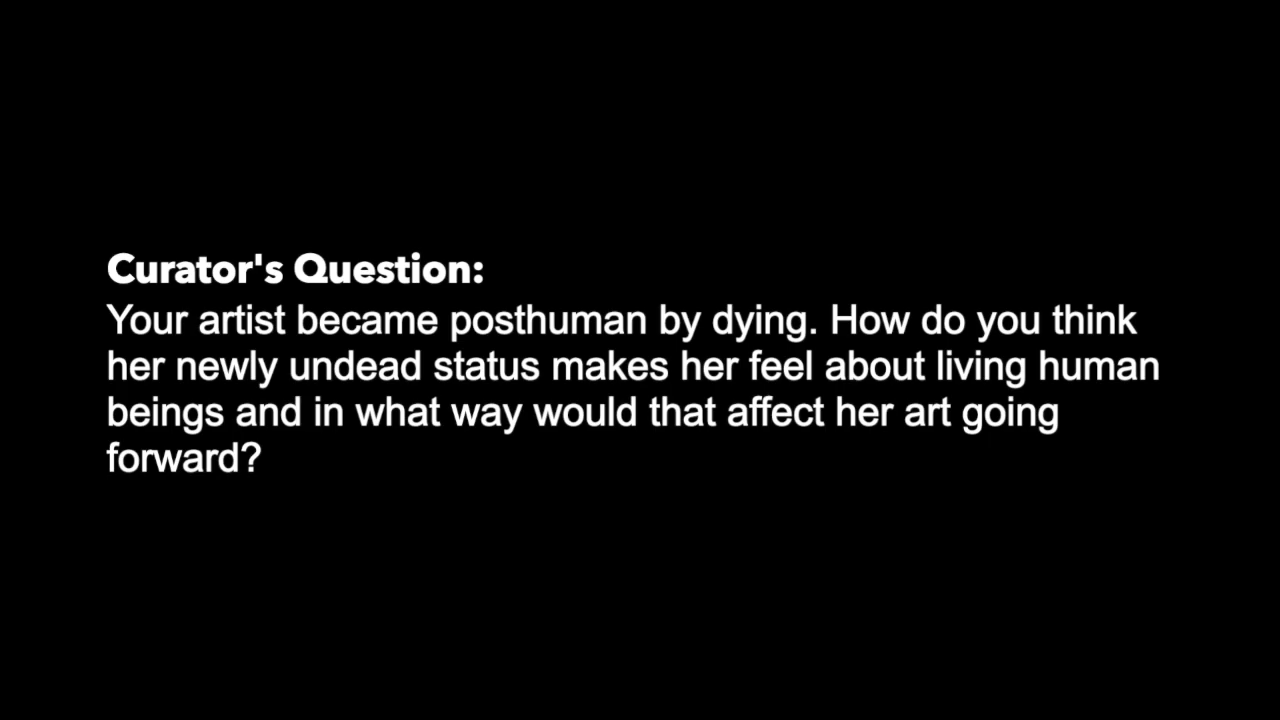 Curator's Question:
Your artist became posthuman by dying. How do you think
her newly undead status makes her feel about living human
beings and in what way would that affect her art going
forward?